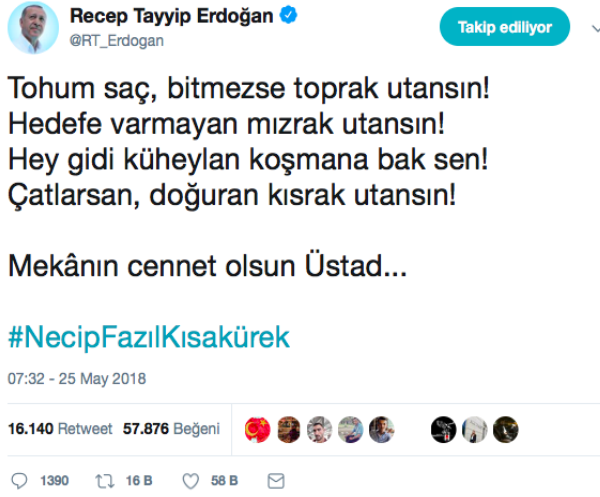 Recep Tayyip Erdoğan
@RT_Erdogan
Takip ediliyor
Tohum saç, bitmezse toprak utansın!
Hedefe varmayan mızrak utansın!
Hey gidi küheylan koşmana bak sen!
Çatlarsan, doğuran kısrak utansın!
Mekânın cennet olsun Üstad...
#NecipFazılKısakürek
07:32 - 25 May 2018
16.140 Retweet 57.876 Beğeni
1390 16 B 58 B